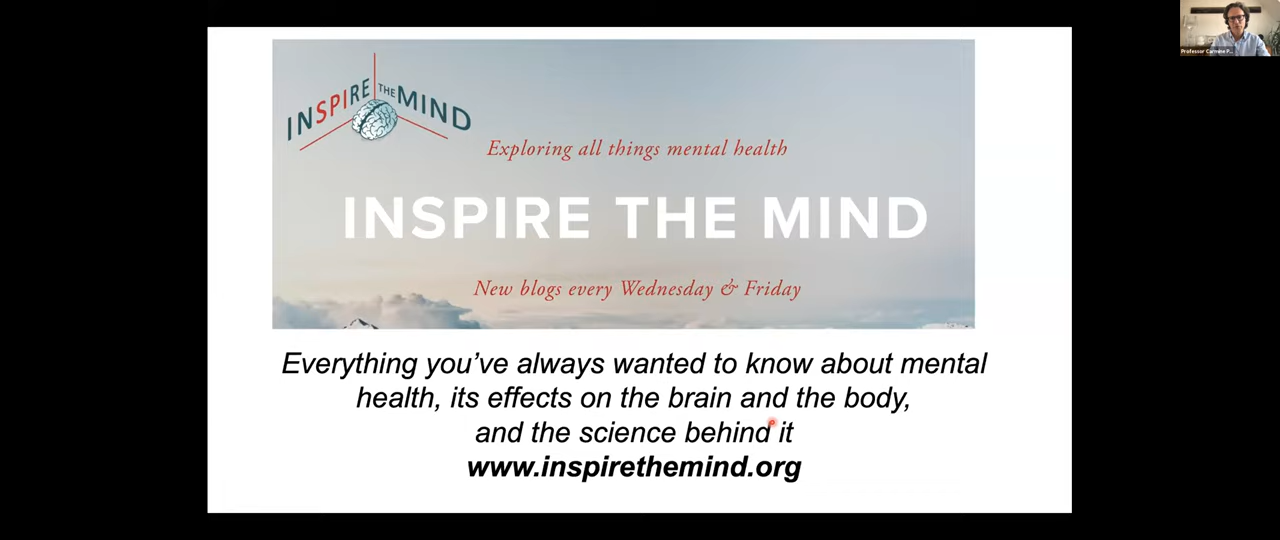 INSPIRE THE MIND
Exploring all things mental health
INSPIRE THE MIND
New blogs every Wednesday & Friday
Everything you’ve always wanted to know about mental
health, its effects on the brain and the body,
and the science behind it
www.inspirethemind.org
Professor Carmine P...